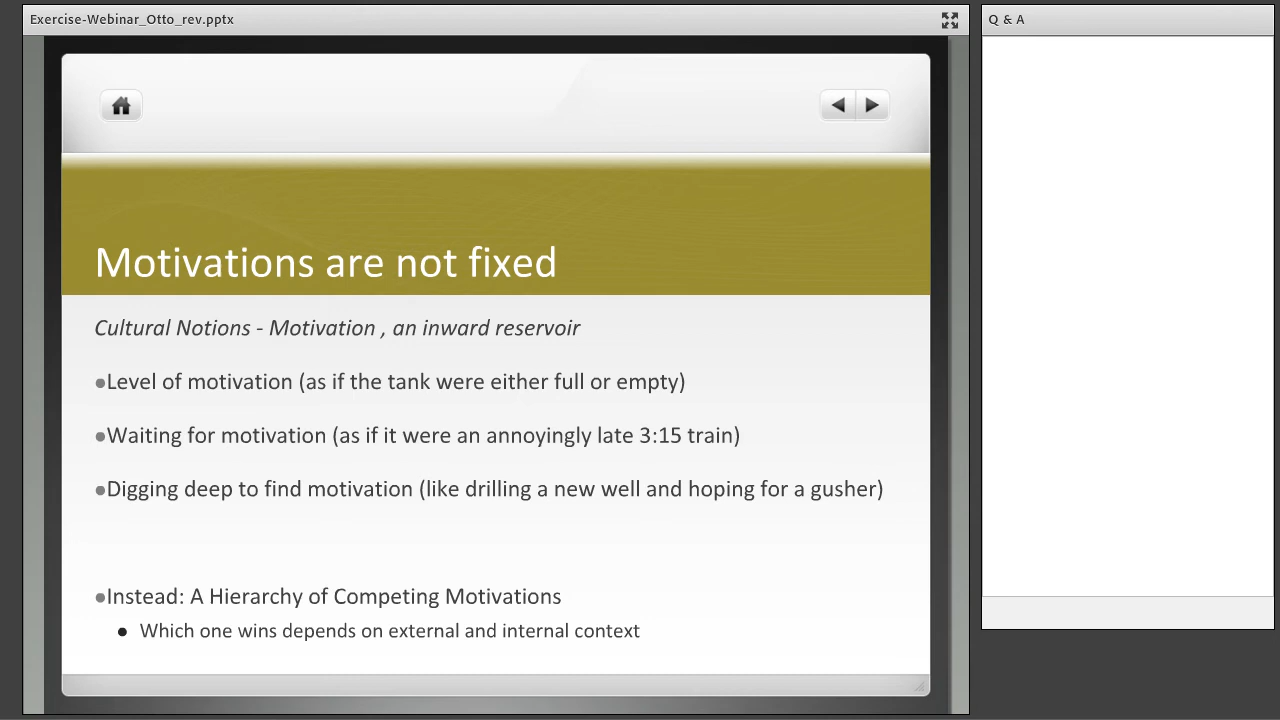 Exercise-Webinar_Otto_rev.pptx
Q & A
Motivations are not fixed
Cultural Notions - Motivation , an inward reservoir
●Level of motivation (as if the tank were either full or empty)
●Waiting for motivation (as if it were an annoyingly late 3:15 train)
●Digging deep to find motivation (like drilling a new well and hoping for a gusher)
●Instead: A Hierarchy of Competing Motivations
● Which one wins depends on external and internal context